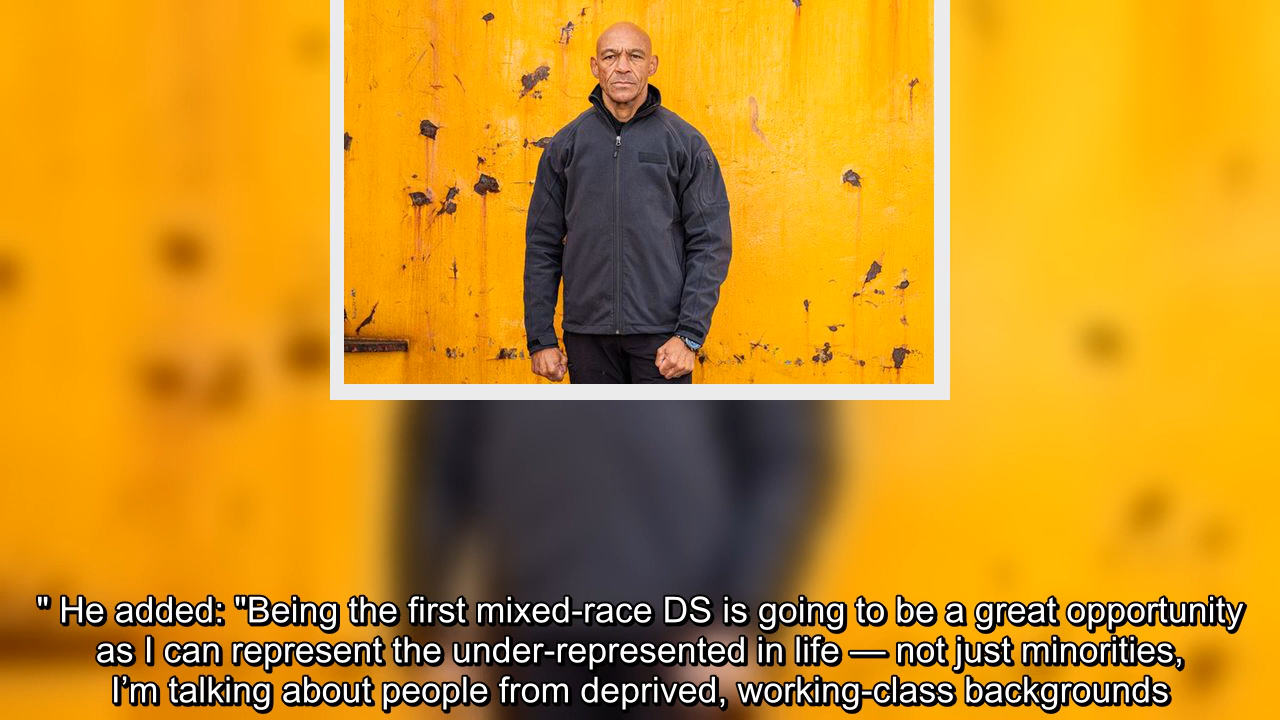 " He added: "Being the first mixed-race DS is going to be a great opportunity
as I can represent the under-represented in life — not just minorities,
I’m talking about people from deprived, working-class backgrounds